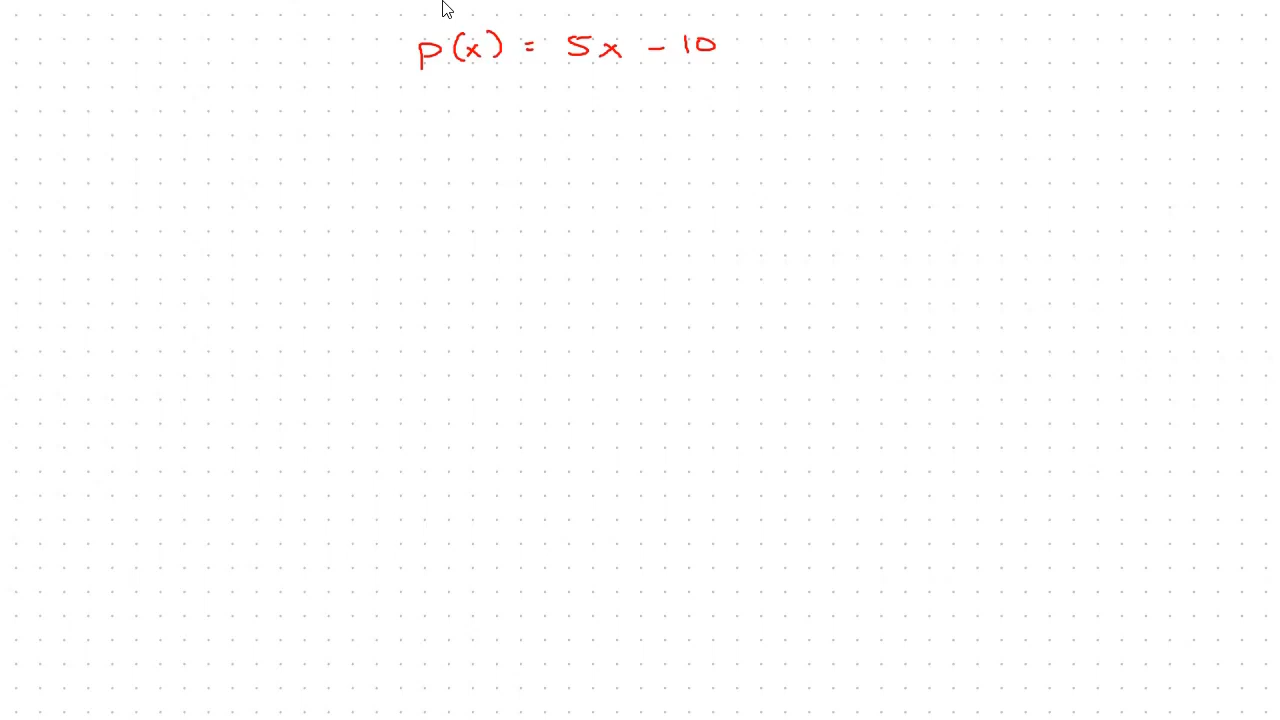 p(x) = 5x - 10